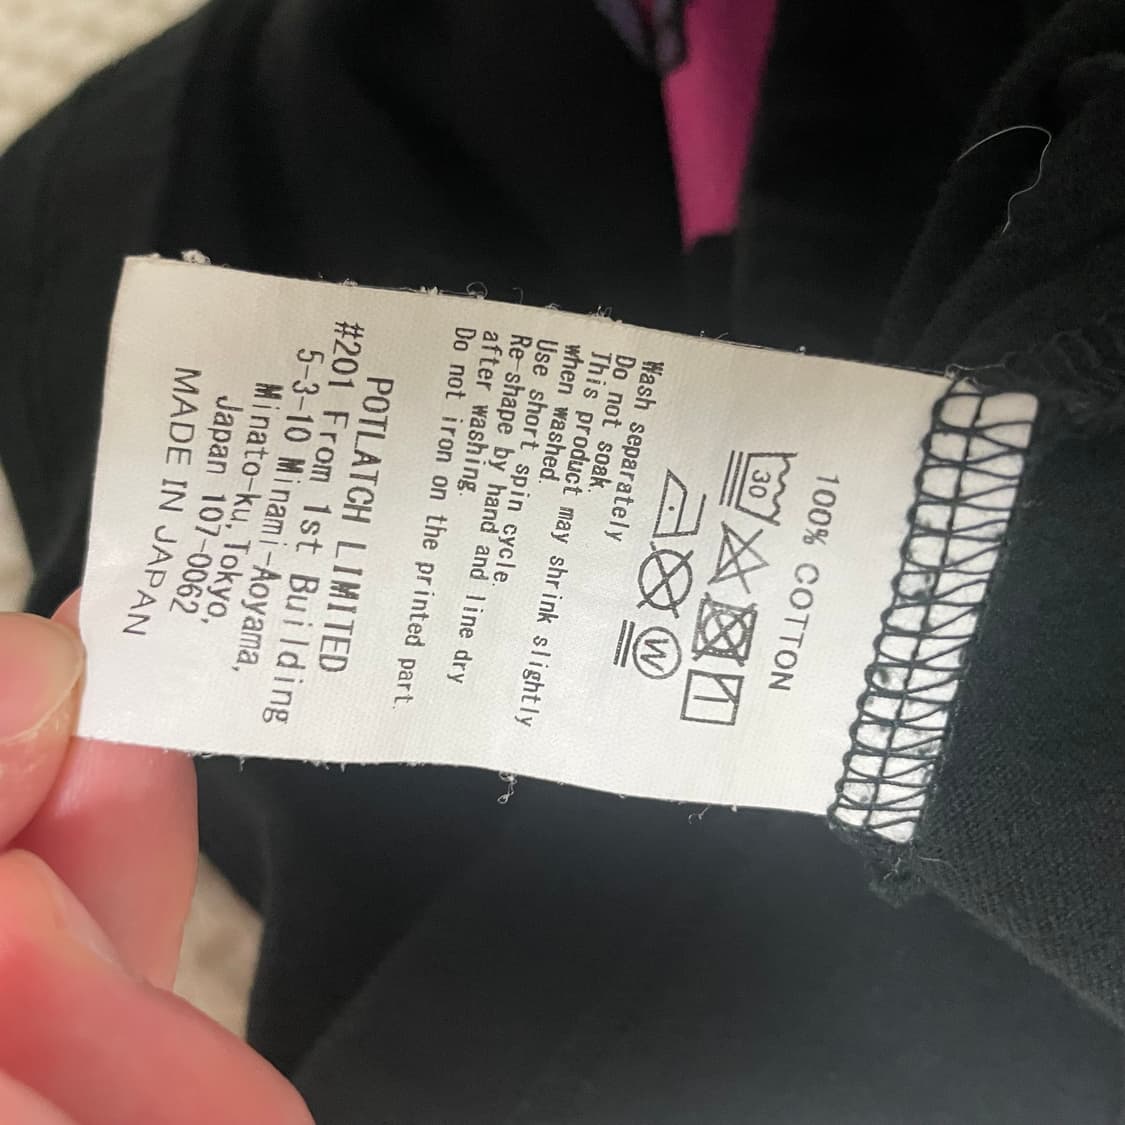 100% COTTON
30
W
Wash separately
Do not soak.
This product may shrink slightly
when washed.
Use short spin cycle.
Re-shape by hand and line dry
after washing.
Do not iron on the printed part.
POTLATCH LIMITED
#201 From 1st Building
5-3-10 Minami-Aoyama,
Minato-ku,Tokyo,
Japan 107-0062
MADE IN JAPAN